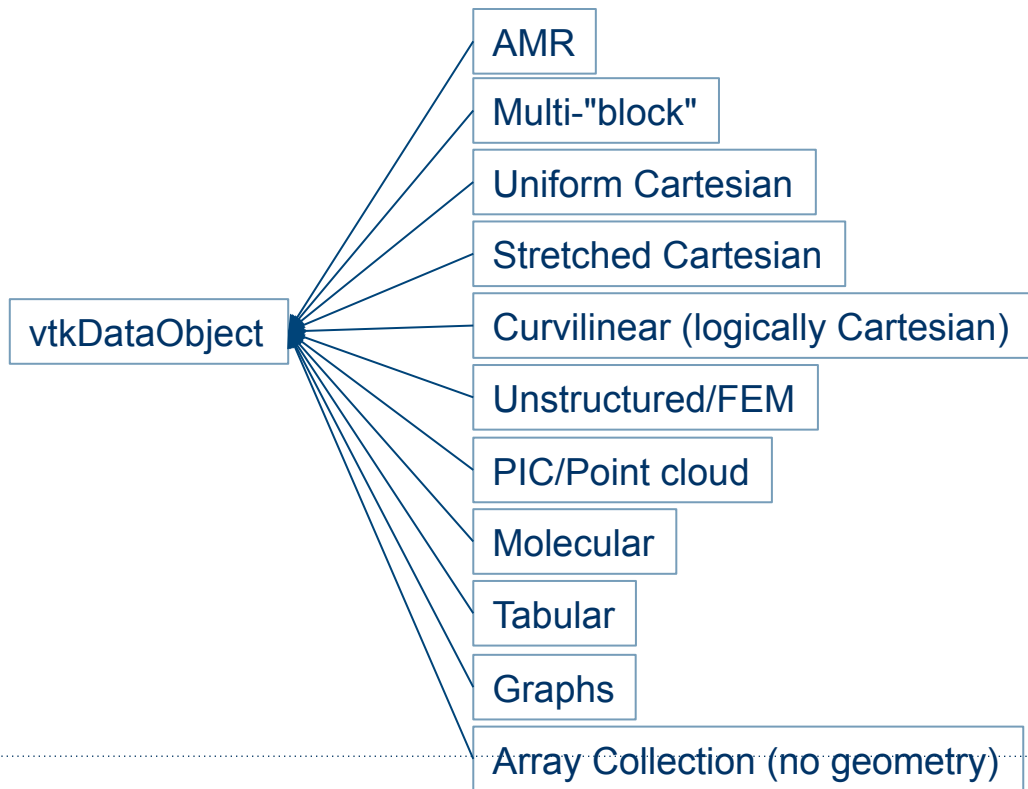 AMR
Multi-"block"
Uniform Cartesian
Stretched Cartesian
vtkDataObject
Curvilinear (logically Cartesian)
Unstructured/FEM
PIC/Point cloud
Molecular
Tabular
Graphs
Array Collection (no geometry)